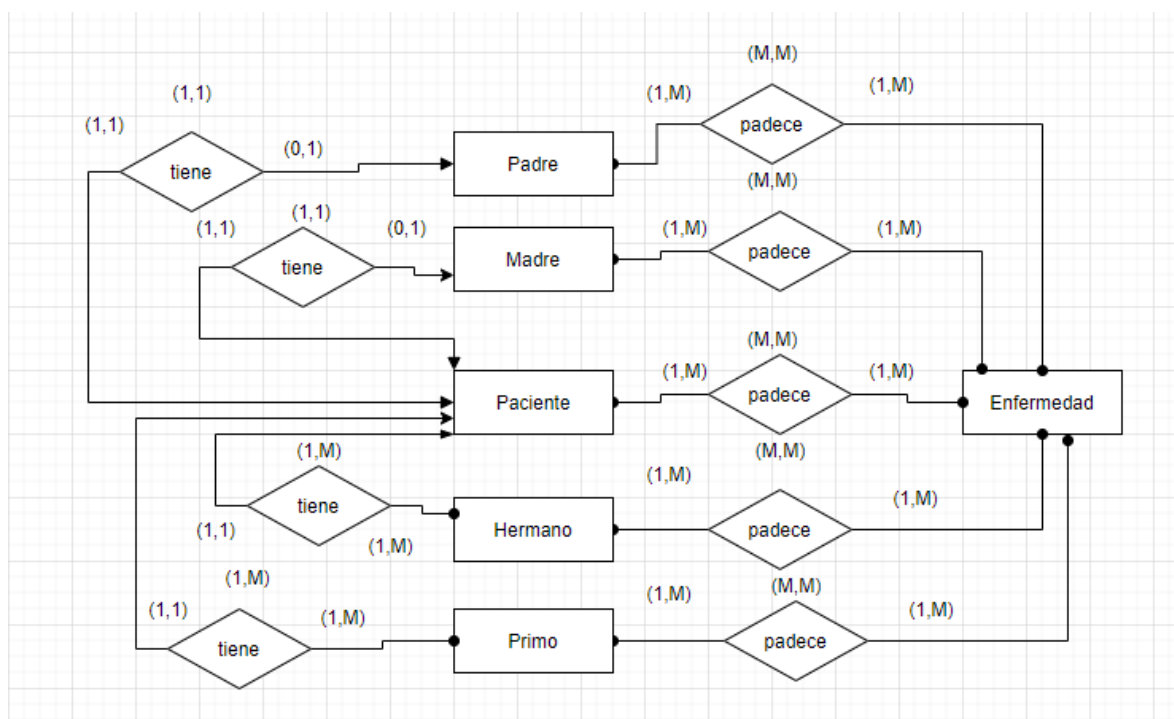 (M,M)
(1,1)
(1,M)
(1,M)
(1,1)
(0,1)
padece
tiene
Padre
(M,M)
(1,1)
(1,1)
(0,1)
(1,M)
(1,M)
tiene
Madre
padece
(M,M)
(1,M)
(1,M)
Paciente
padece
Enfermedad
(1,M)
(M,M)
(1,M)
(1,M)
tiene
Hermano
padece
(1,1)
(1,M)
(1,M)
(M,M)
(1,M)
(1,1)
(1,M)
(1,M)
tiene
Primo
padece